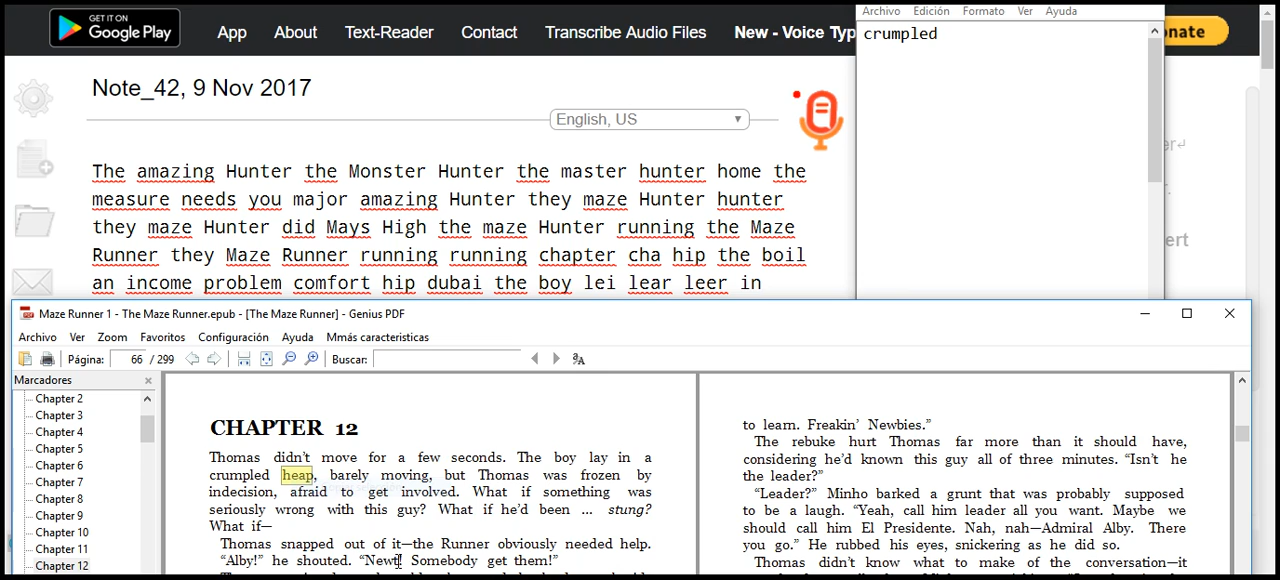 GET IT ON
Google Play
App
About
Text-Reader
Contact
Transcribe Audio Files
New - Voice Typ
nate
Note_42, 9 Nov 2017
English, US
The amazing Hunter the Monster Hunter the master hunter home the
measure needs you major amazing Hunter they maze Hunter hunter
they maze Hunter did Mays High the maze Hunter running the Maze
Runner they Maze Runner running running chapter cha hip the boil
an income problem comfort hip dubai the boy lei lear leer in
Archivo Edición Formato Ver Ayuda
crumpled
ert
Maze Runner 1 - The Maze Runner.epub - [The Maze Runner] - Genius PDF
Archivo Ver Zoom Favoritos Configuración Ayuda Mmás caracteristicas
Página: 66 / 299 Buscar:
Marcadores
Chapter 2
Chapter 3
Chapter 4
Chapter 5
Chapter 6
Chapter 7
Chapter 8
Chapter 9
Chapter 10
Chapter 11
Chapter 12
CHAPTER 12
Thomas didn’t move for a few seconds. The boy lay in a
crumpled heap, barely moving, but Thomas was frozen by
indecision, afraid to get involved. What if something was
seriously wrong with this guy? What if he’d been ... stung?
What if—
Thomas snapped out of it—the Runner obviously needed help.
“Alby!” he shouted. “Newt! Somebody get them!”
to learn. Freakin’ Newbies.”
The rebuke hurt Thomas far more than it should have,
considering he’d known this guy all of three minutes. “Isn’t he
the leader?”
“Leader?” Minho barked a grunt that was probably supposed
to be a laugh. “Yeah, call him leader all you want. Maybe we
should call him El Presidente. Nah, nah—Admiral Alby. There
you go.” He rubbed his eyes, snickering as he did so.
Thomas didn’t know what to make of the conversation—it